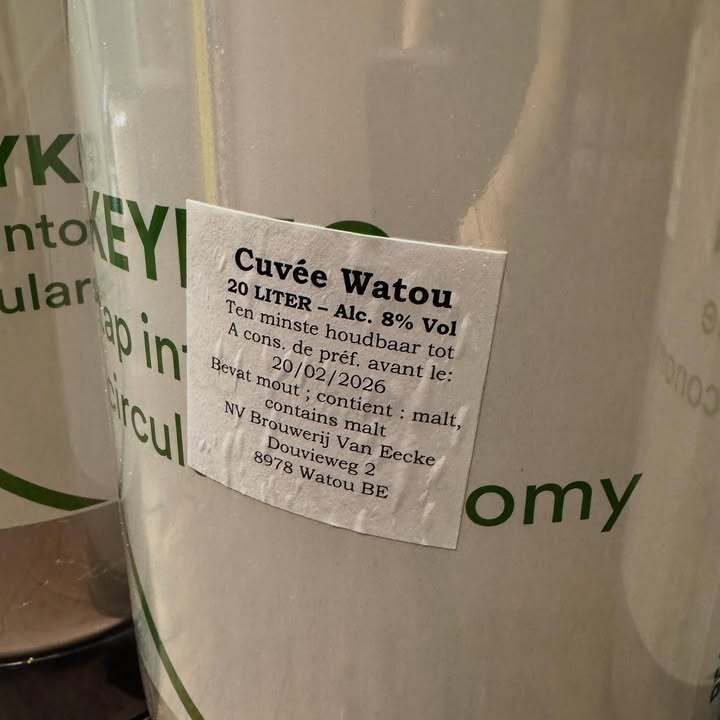 Cuvée Watou
20 LITER – Alc. 8% Vol
Ten minste houdbaar tot
A cons. de préf. avant le:
20/02/2026
Bevat mout ; contient : malt,
contains malt
NV Brouwerij Van Eecke
Douvieweg 2
8978 Watou BE